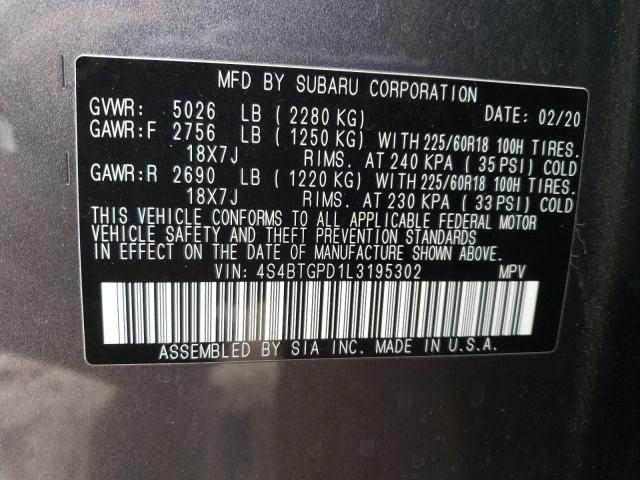 MFD BY SUBARU CORPORATION
GVWR: 5026 LB (2280 KG) DATE: 02/20
GAWR:F 2756 LB (1250 KG) WITH 225/60R18 100H TIRES.
18X7J RIMS. AT 240 KPA (35 PSI) COLD
GAWR:R 2690 LB (1220 KG) WITH 225/60R18 100H TIRES.
18X7J RIMS. AT 230 KPA (33 PSI) COLD
THIS VEHICLE CONFORMS TO ALL APPLICABLE FEDERAL MOTOR
VEHICLE SAFETY AND THEFT PREVENTION STANDARDS
IN EFFECT ON THE DATE OF MANUFACTURE SHOWN ABOVE.
VIN: 4S4BTGPD1L3195302 MPV
ASSEMBLED BY SIA INC. MADE IN U.S.A.